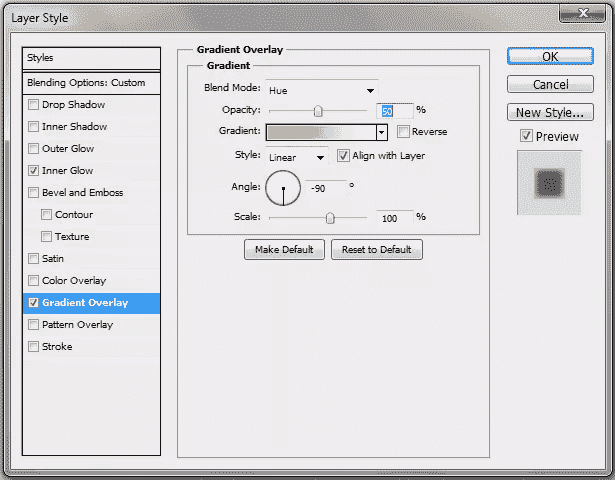 Layer Style
Styles
Blending Options: Custom
Drop Shadow
Inner Shadow
Outer Glow
Inner Glow
Bevel and Emboss
Contour
Texture
Satin
Color Overlay
Gradient Overlay
Pattern Overlay
Stroke
Gradient Overlay
Gradient
Blend Mode: Hue
Opacity: 50 %
Gradient: Reverse
Style: Linear Align with Layer
Angle: -90 °
Scale: 100 %
Make Default Reset to Default
OK
Cancel
New Style...
Preview